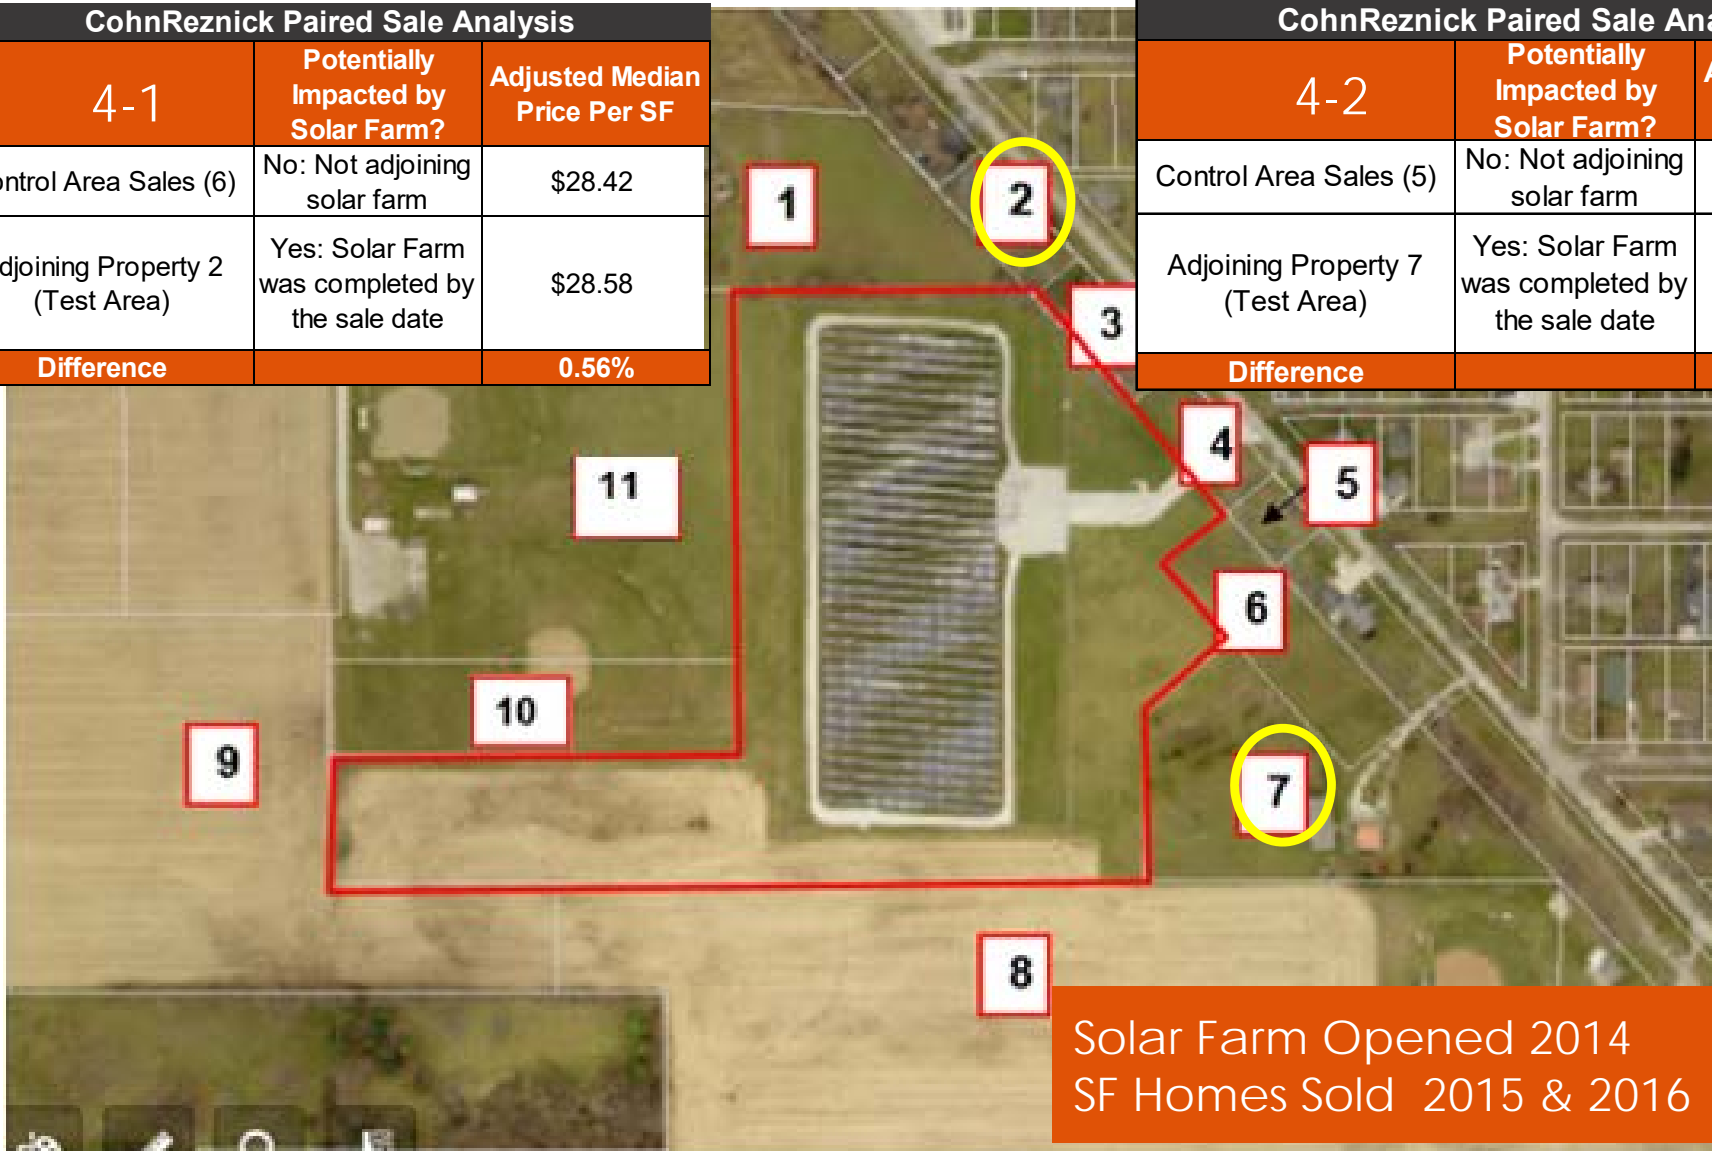 CohnReznick Paired Sale Analysis
4-1
Potentially
Impacted by
Solar Farm?
Adjusted Median
Price Per SF
ontrol Area Sales (6)
No: Not adjoining
solar farm
$28.42
djoining Property 2
(Test Area)
Yes: Solar Farm
was completed by
the sale date
$28.58
Difference
0.56%
CohnReznick Paired Sale Ana
4-2
Potentially
Impacted by
Solar Farm?
A
Control Area Sales (5)
No: Not adjoining
solar farm
Adjoining Property 7
(Test Area)
Yes: Solar Farm
was completed by
the sale date
Difference
1
2
3
4
5
11
6
10
9
7
8
Solar Farm Opened 2014
SF Homes Sold 2015 & 2016